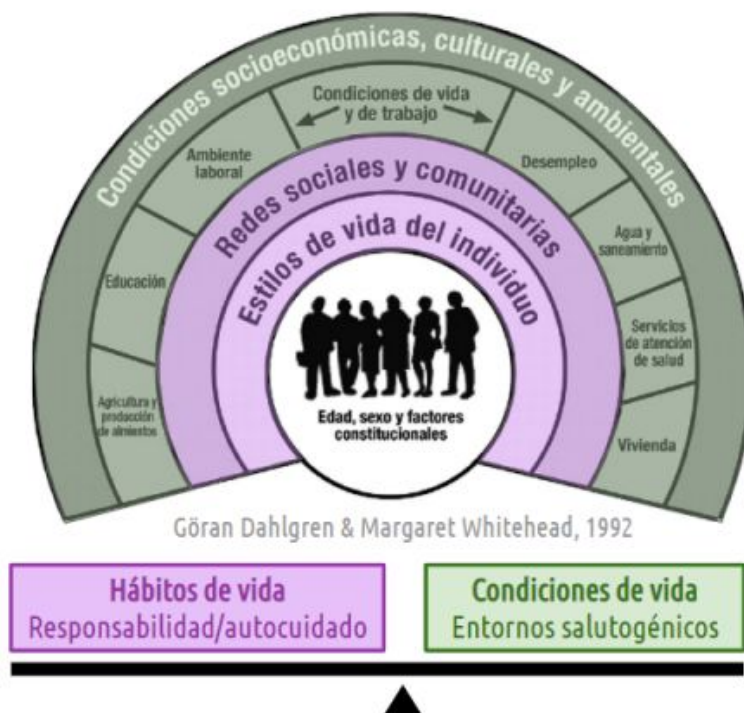 Condiciones socioeconómicas, culturales y ambientales
Condiciones de vida
y de trabajo
Ambiente
laboral
Desempleo
Educación
Agua y
saneamiento
Agricultura y
producción
de alimientos
Servicios
de atención
de salud
Vivienda
Redes sociales y comunitarias
Estilos de vida del individuo
Edad, sexo y factores
constitucionales
Göran Dahlgren & Margaret Whitehead, 1992
Hábitos de vida
Responsabilidad/autocuidado
Condiciones de vida
Entornos salutogénicos